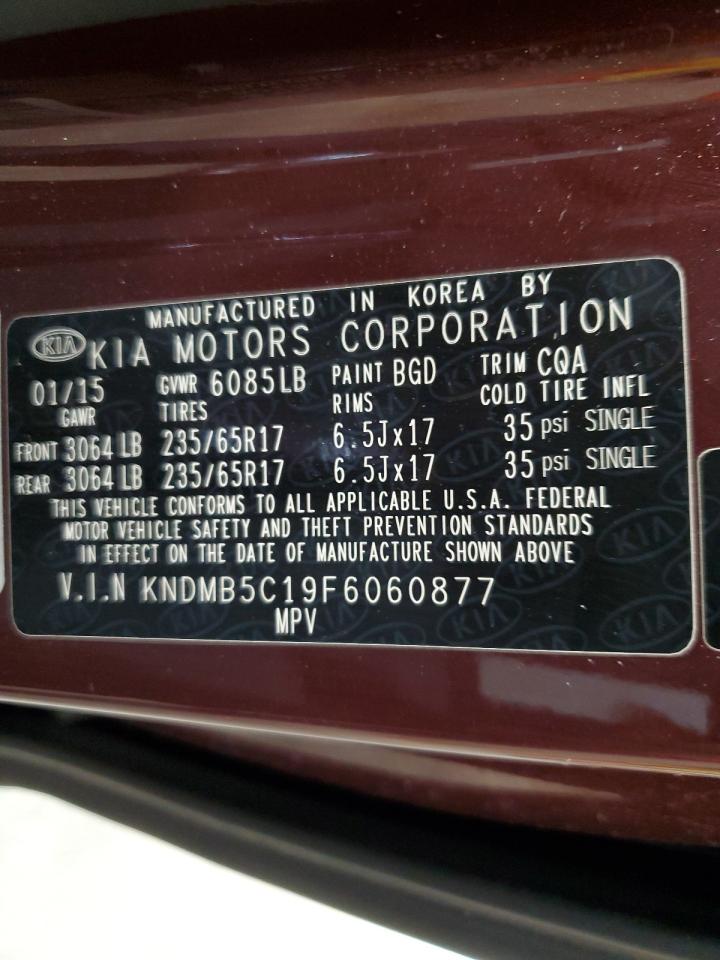 MANUFACTURED IN KOREA BY
KIA KIA MOTORS CORPORATION
01/15 GVWR 6085LB PAINT BGD TRIM CQA
GAWR TIRES RIMS COLD TIRE INFL
FRONT 3064 LB 235/65R17 6.5Jx17 35 psi SINGLE
REAR 3064 LB 235/65R17 6.5Jx17 35 psi SINGLE
THIS VEHICLE CONFORMS TO ALL APPLICABLE U.S.A. FEDERAL
MOTOR VEHICLE SAFETY AND THEFT PREVENTION STANDARDS
IN EFFECT ON THE DATE OF MANUFACTURE SHOWN ABOVE
V.I.N KNDMB5C19F6060877
MPV